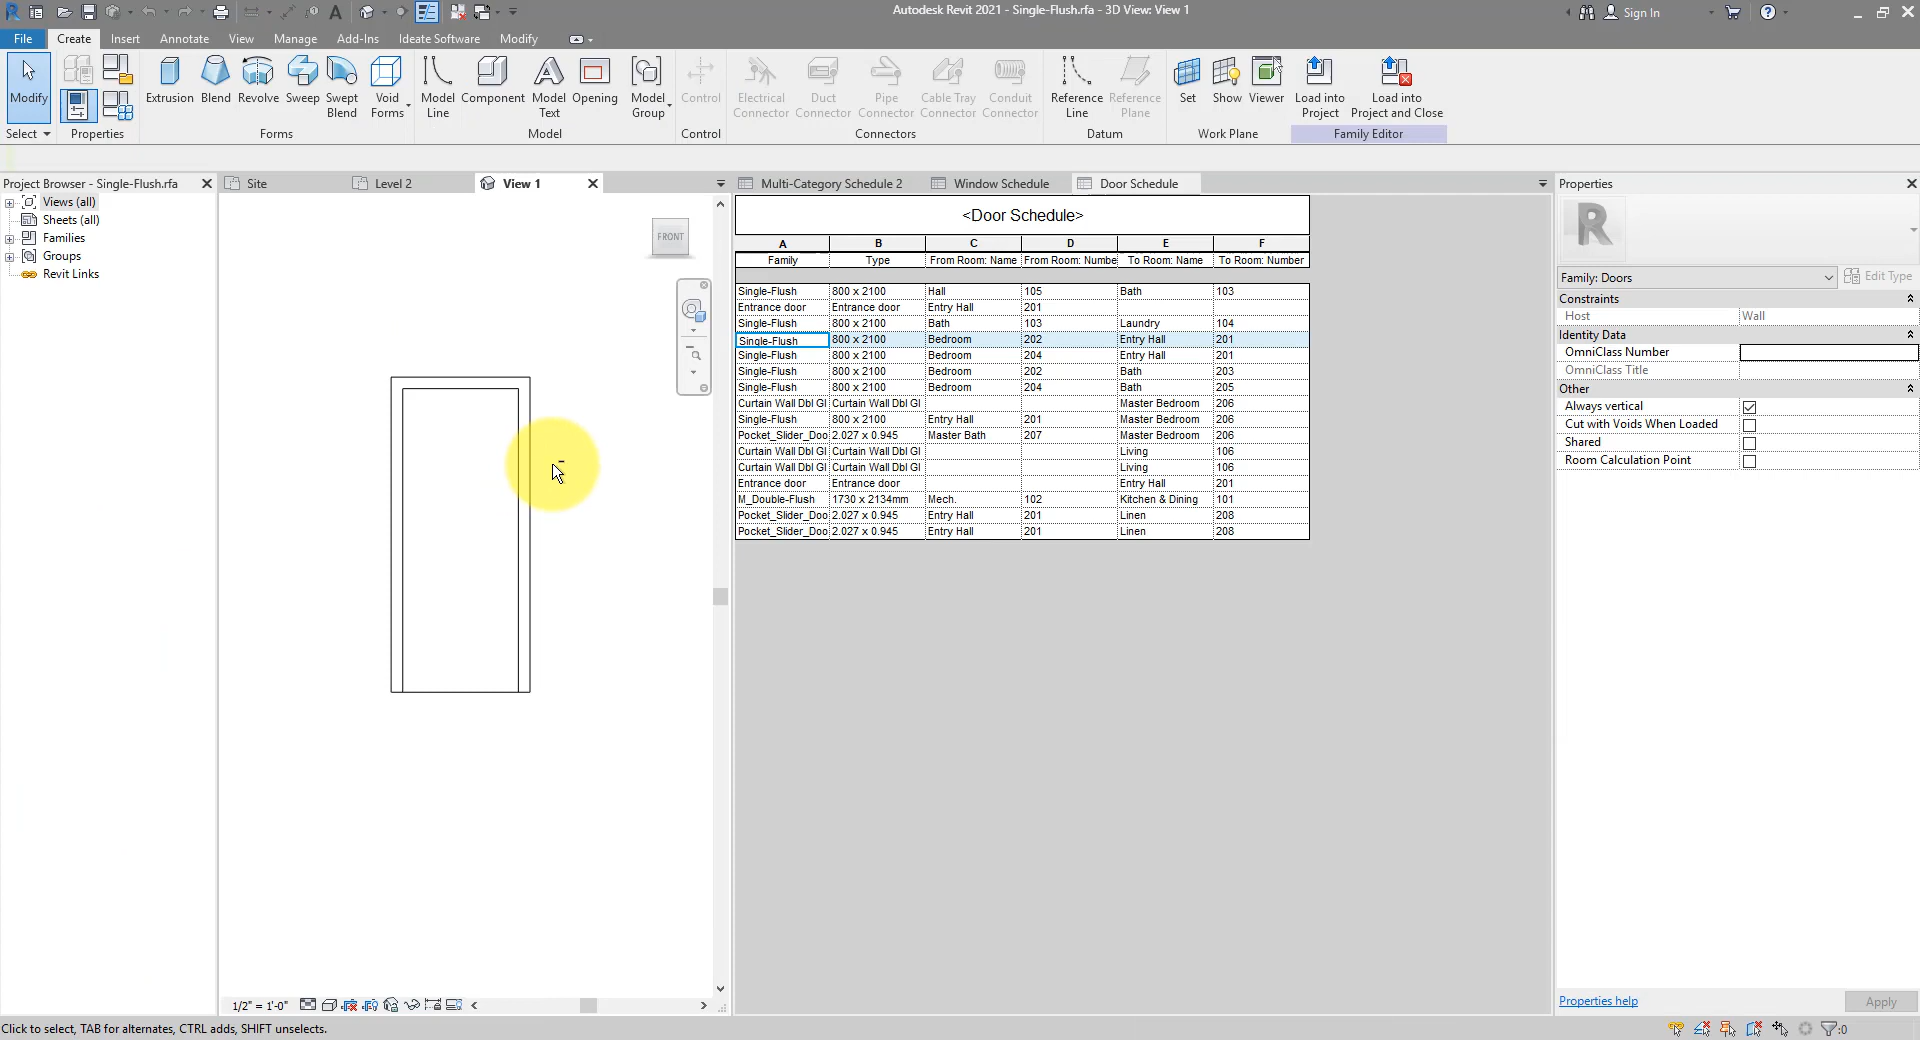 Autodesk Revit 2021 - Single-Flush.rfa - 3D View: View 1
Sign In
File Create Insert Annotate View Manage Add-Ins Ideate Software Modify
Modify
Extrusion Blend Revolve Sweep Swept Blend Void Forms
Model Line Component Model Text Opening Model Group
Control
Electrical Connector Duct Connector Pipe Connector Cable Tray Connector Conduit Connector
Reference Line Reference Plane
Set Show Viewer
Load into Project Load into Project and Close
Select Properties Forms Model Control Connectors Datum Work Plane Family Editor
Project Browser - Single-Flush.rfa
Views (all)
Sheets (all)
Families
Groups
Revit Links
Site Level 2 View 1
FRONT
1/2" = 1'-0"
Multi-Category Schedule 2 Window Schedule Door Schedule
<Door Schedule>
A B C D E F
Family Type From Room: Name From Room: Numbe To Room: Name To Room: Number
Single-Flush 800 x 2100 Hall 105 Bath 103
Entrance door Entrance door Entry Hall 201
Single-Flush 800 x 2100 Bath 103 Laundry 104
Single-Flush 800 x 2100 Bedroom 202 Entry Hall 201
Single-Flush 800 x 2100 Bedroom 204 Entry Hall 201
Single-Flush 800 x 2100 Bedroom 202 Bath 203
Single-Flush 800 x 2100 Bedroom 204 Bath 205
Curtain Wall Dbl Gl Curtain Wall Dbl Gl Master Bedroom 206
Single-Flush 800 x 2100 Entry Hall 201 Master Bedroom 206
Pocket_Slider_Doo 2.027 x 0.945 Master Bath 207 Master Bedroom 206
Curtain Wall Dbl Gl Curtain Wall Dbl Gl Living 106
Curtain Wall Dbl Gl Curtain Wall Dbl Gl Living 106
Entrance door Entrance door Entry Hall 201
M_Double-Flush 1730 x 2134mm Mech. 102 Kitchen & Dining 101
Pocket_Slider_Doo 2.027 x 0.945 Entry Hall 201 Linen 208
Pocket_Slider_Doo 2.027 x 0.945 Entry Hall 201 Linen 208
Properties
Family: Doors Edit Type
Constraints
Host Wall
Identity Data
OmniClass Number
OmniClass Title
Other
Always vertical
Cut with Voids When Loaded
Shared
Room Calculation Point
Properties help Apply
Click to select, TAB for alternates, CTRL adds, SHIFT unselects.
:0